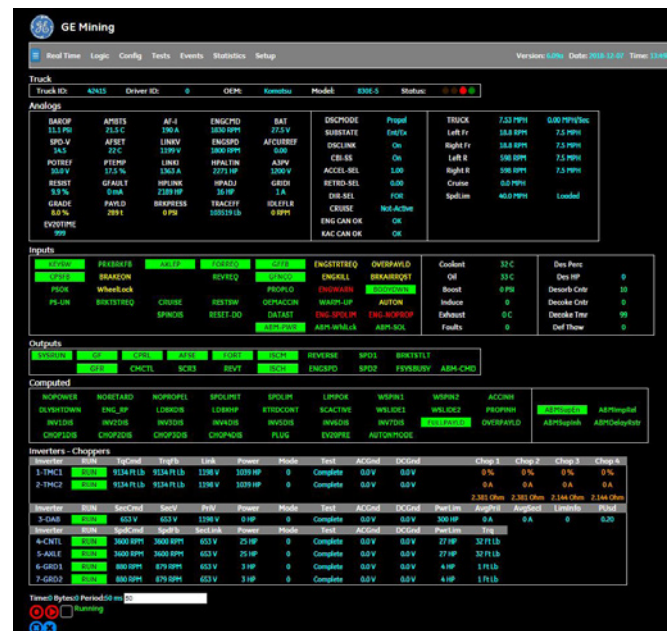 GE Mining
Real Time Logic Config Tests Events Statistics Setup Version: 6.09a Date: 2018-12-07 Time: 13:49
Truck
Truck ID: 42415 Driver ID: 0 OEM: Komatsu Model: 830E-5 Status:
Analogs
BAROP AMBTS AF-I ENGCMD BAT DSCMODE Propel TRUCK 7.53 MPH 0.00 MPH/Sec
11.1 PSI 21.5 C 190 A 1830 RPM 27.5 V SUBSTATE Ent/Ex Left Fr 18.8 RPM 7.5 MPH
SPD-V AFSET LINKV ENGSPD AFCURREF DSCLINK On Right Fr 18.8 RPM 7.5 MPH
14.5 22 C 1199 V 1800 RPM 0.00 CBI-SS On Left R 598 RPM 7.5 MPH
POTREF PTEMP LINKI HPALTIN A3PV ACCEL-SEL 1.00 Right R 598 RPM 7.5 MPH
10.0 V 17.5 % 1363 A 2271 HP 1200 V RETRD-SEL 0.00 Cruise 0.0 MPH
RESIST GFAULT HPLINK HPADJ GRIDI DIR-SEL FOR SpdLim 40.0 MPH Loaded
9.9 % 0 mA 2189 HP 16 HP 1 A CRUISE Not-Active
GRADE PAYLD BRKPRESS TRACEFF IDLEFLR ENG CAN OK OK
8.0 % 289 t 0 PSI 103519 Lb 0 RPM KAC CAN OK OK
EV20TIME
999
Inputs
KEYSW PRKBRKFB AXLEP FORREQ GFFB ENGSTRTREQ OVERPAYLD Coolant 32 C Des Perc
CPSFB BRAKEON REVREQ GFNCO ENGKILL BRKAIRRQST Oil 33 C Des HP 0
PSOK WheelLock PROPLO ENGWARN BODYDWN Boost 0 PSI Desorb Cntr 10
PS-UN BRKTSTREQ CRUISE RESTSW OEMACCIN WARM-UP AUTON Induce 0 Decoke Cntr 0
SPINDIS RESET-DO DATAST ENG-SPDLIM ENG-NOPROP Exhaust 0 C Decoke Tmr 99
ABM-PWR ABM-WhlLck ABM-SOL Faults 0 Def Thaw 0
Outputs
SYSRUN GF CPRL AFSE FORT ISCM REVERSE SPD1 BRKTSTLT
GFR CMCTL SCR3 REVT ISCH ENGSPD SPD2 FSYSBUSY ABM-CMD
Computed
NOPOWER NORETARD NOPROPEL SPDLIMIT SPDLIM LIMPOK WSPIN1 WSPIN2 ACCINH
DLYSHTDOWN ENG_RP LDBXDIS LDBXHP RTRDCONT SCACTIVE WSLIDE1 WSLIDE2 PROPINH ABMSupEn ABMImpRel
INV1DIS INV2DIS INV3DIS INV4DIS INV5DIS INV6DIS INV7DIS FULLPAYLD OVERPAYLD ABMSupInh ABMDelayRstr
CHOP1DIS CHOP2DIS CHOP3DIS CHOP4DIS PLUG EV20PRE AUTONMODE
Inverters - Choppers
Inverter RUN TqCmd TrqFb Link Power Mode Test ACGnd DCGnd Chop 1 Chop 2 Chop 3 Chop 4
1-TMC1 RUN 9134 Ft Lb 9134 Ft Lb 1198 V 1039 HP 0 Complete 0.0 V 0.0 V 0 % 0 % 0 % 0 %
2-TMC2 RUN 9134 Ft Lb 9134 Ft Lb 1198 V 1039 HP 0 Complete 0.0 V 0.0 V 0 A 0 A 0 A 0 A
2.381 Ohm 2.381 Ohm 2.144 Ohm 2.144 Ohm
Inverter RUN SecCmd SecV PriV Power Mode Test ACGnd DCGnd PwrLim AvgPriI AvgSecI LimInfo PUsd
3-OAB RUN 653 V 653 V 1198 V 0 HP 0 Complete 0.0 V 0.0 V 300 HP 0 A 0 A 0 0.20
Inverter RUN SpdCmd SpdFb SecLink Power Mode Test ACGnd DCGnd PwrLim Trq
4-CNTL RUN 3600 RPM 3600 RPM 653 V 25 HP 0 Complete 0.0 V 0.0 V 27 HP 32 Ft Lb
5-AXLE RUN 3600 RPM 3600 RPM 653 V 25 HP 0 Complete 0.0 V 0.0 V 27 HP 32 Ft Lb
6-GRD1 RUN 880 RPM 879 RPM 653 V 3 HP 0 Complete 0.0 V 0.0 V 4 HP 1 Ft Lb
7-GRD2 RUN 880 RPM 879 RPM 653 V 3 HP 0 Complete 0.0 V 0.0 V 4 HP 1 Ft Lb
Time:0 Bytes:0 Period:50 ms 50
Running